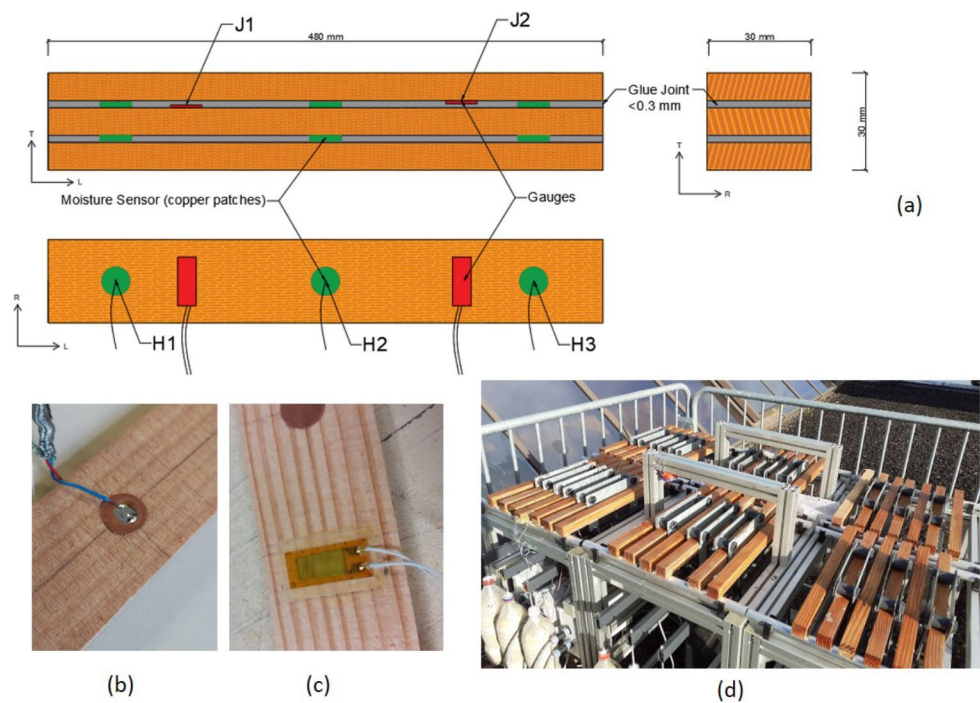 J1
J2
480 mm
30 mm
Glue Joint
<0.3 mm
30 mm
T
L
T
R
Moisture Sensor (copper patches)
Gauges
(a)
R
L
H1
H2
H3
(b)
(c)
(d)